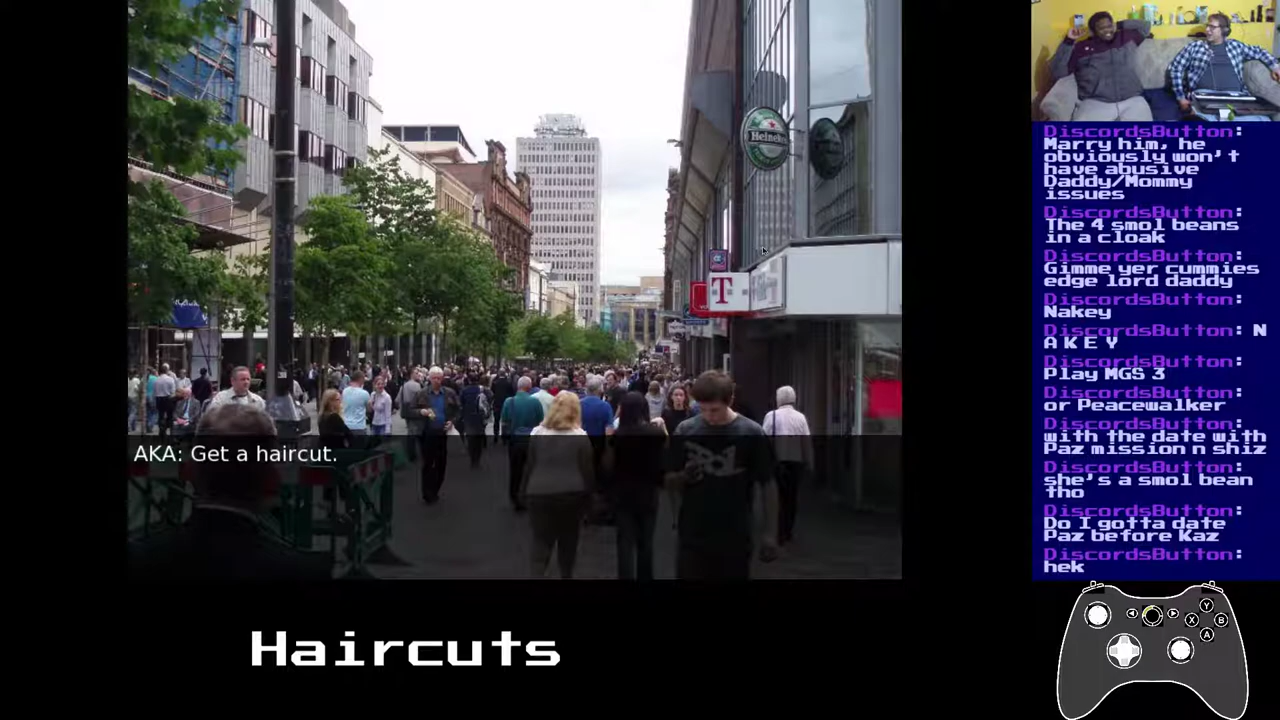 Heineken
T
AKA: Get a haircut.
Haircuts
DiscordsButton:
Marry him, he
obviously won't
have abusive
Daddy/Mommy
issues
DiscordsButton:
The 4 smol beans
in a cloak
DiscordsButton:
Gimme yer cummies
edge lord daddy
DiscordsButton:
Nakey
DiscordsButton: N
A K E Y
DiscordsButton:
Play MGS 3
DiscordsButton:
or Peacewalker
DiscordsButton:
with the date with
Paz mission n shiz
DiscordsButton:
she's a smol bean
tho
DiscordsButton:
Do I gotta date
Paz before Kaz
DiscordsButton:
hek
Y
X
B
A